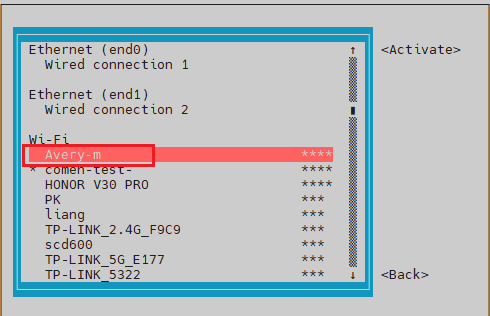 Ethernet (end0) ↑ <Activate>
Wired connection 1
Ethernet (end1)
Wired connection 2
Wi-Fi
Avery-m ****
* comen-test- ****
HONOR V30 PRO ****
PK ***
liang ***
TP-LINK_2.4G_F9C9 ***
scd600 ***
TP-LINK_5G_E177 ***
TP-LINK_5322 *** ↓ <Back>